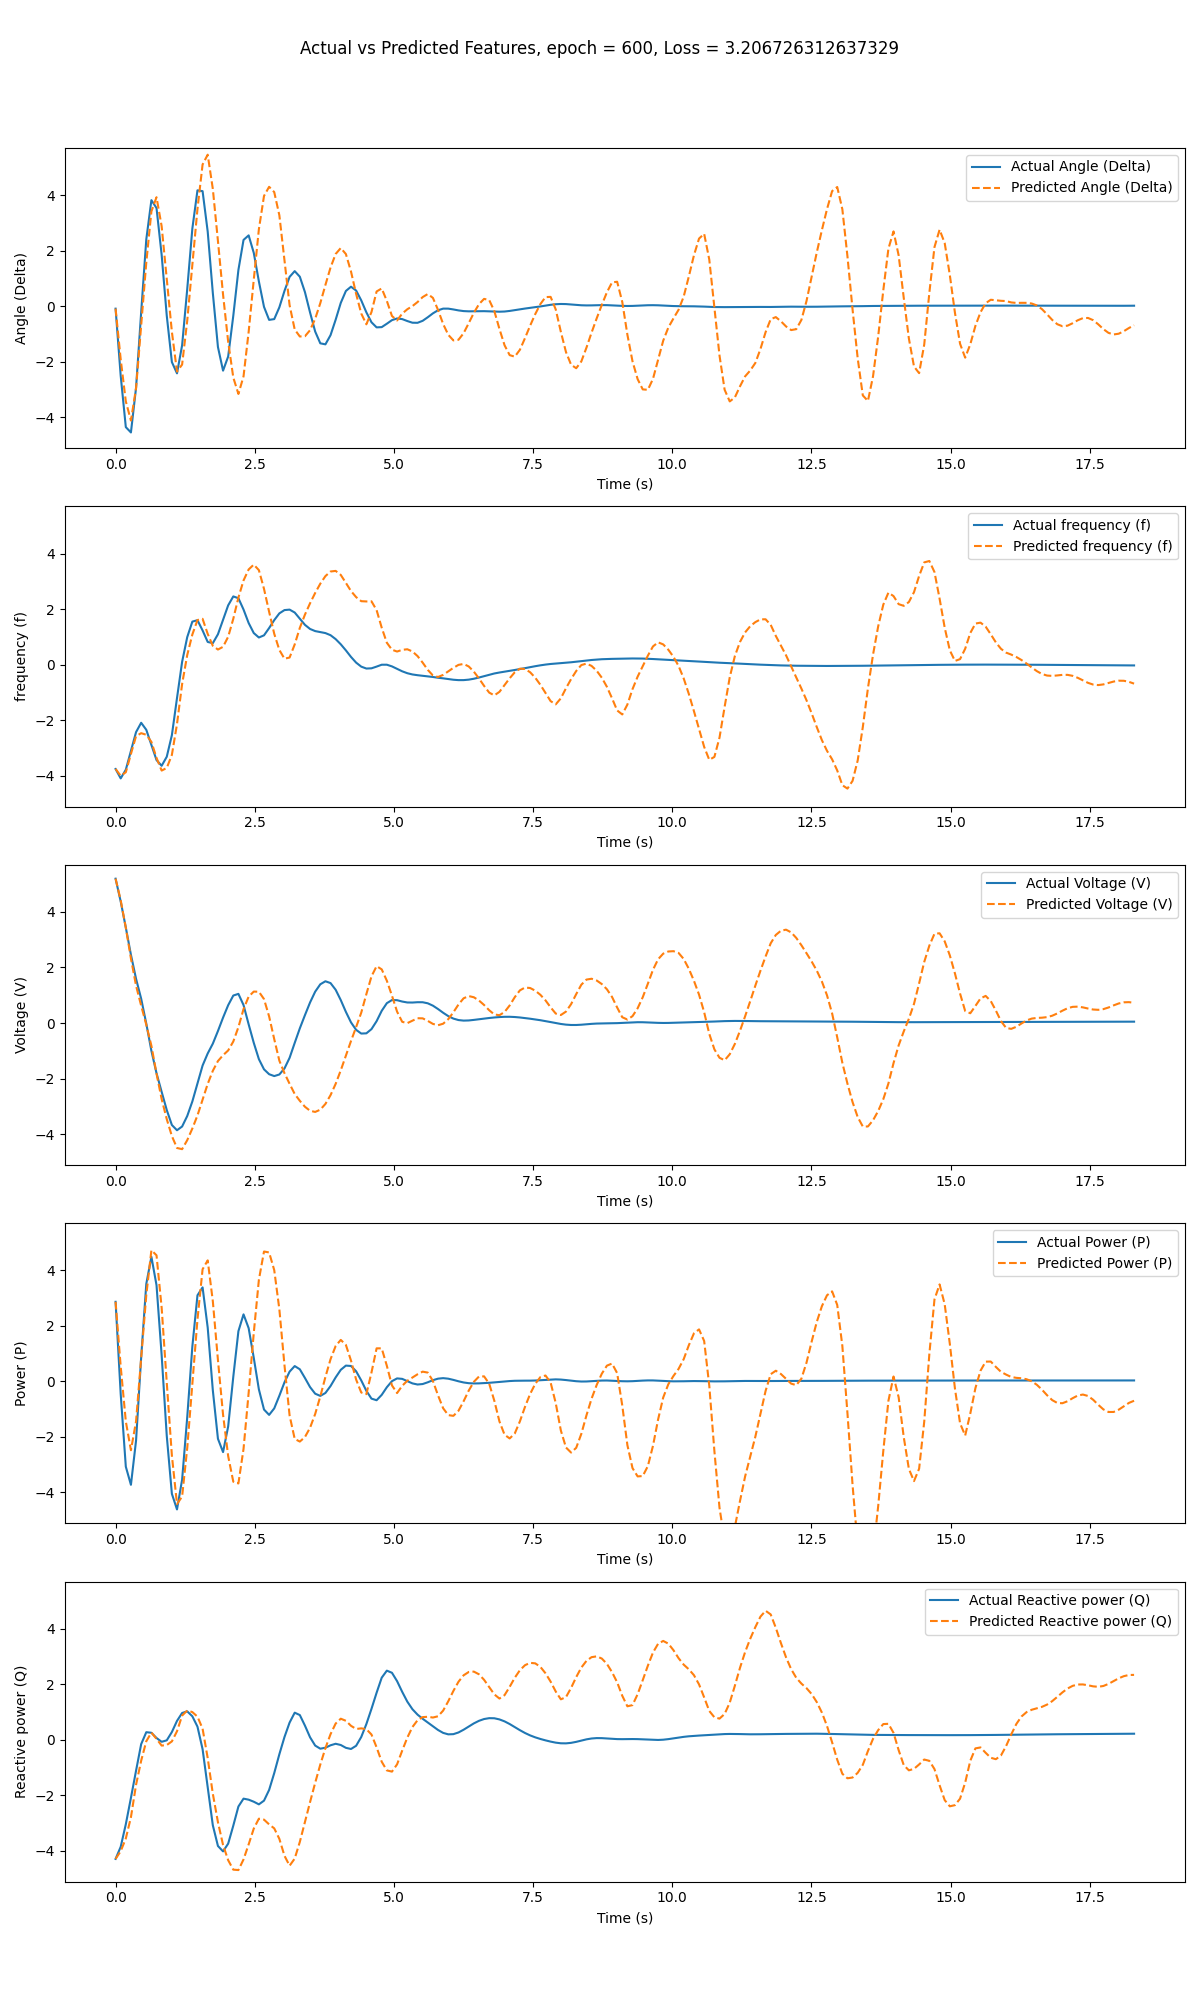 Actual vs Predicted Features, epoch = 600, Loss = 3.206726312637329
Actual Angle (Delta)
Predicted Angle (Delta)
Angle (Delta)
4
2
0
−2
−4
0.0 2.5 5.0 7.5 10.0 12.5 15.0 17.5
Time (s)
Actual frequency (f)
Predicted frequency (f)
frequency (f)
4
2
0
−2
−4
0.0 2.5 5.0 7.5 10.0 12.5 15.0 17.5
Time (s)
Actual Voltage (V)
Predicted Voltage (V)
Voltage (V)
4
2
0
−2
−4
0.0 2.5 5.0 7.5 10.0 12.5 15.0 17.5
Time (s)
Actual Power (P)
Predicted Power (P)
Power (P)
4
2
0
−2
−4
0.0 2.5 5.0 7.5 10.0 12.5 15.0 17.5
Time (s)
Actual Reactive power (Q)
Predicted Reactive power (Q)
Reactive power (Q)
4
2
0
−2
−4
0.0 2.5 5.0 7.5 10.0 12.5 15.0 17.5
Time (s)